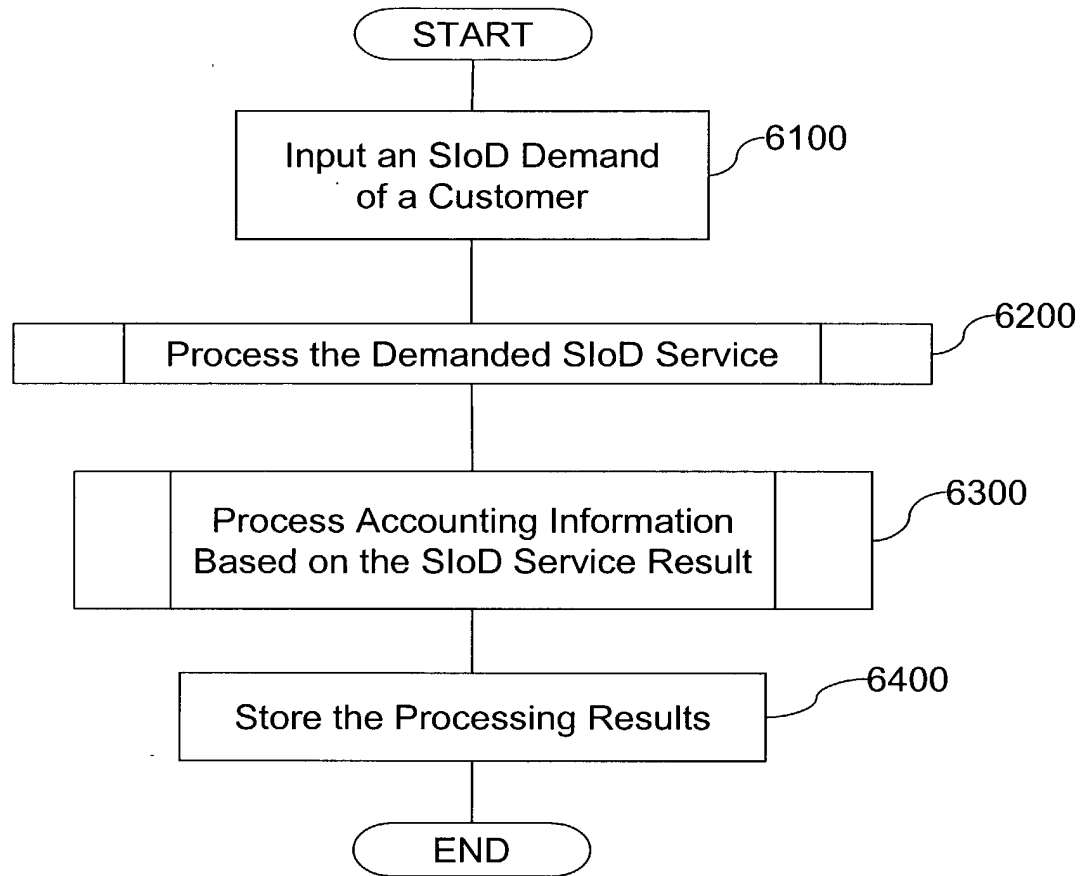 START
Input an SIoD Demand
of a Customer
6100
Process the Demanded SIoD Service
6200
Process Accounting Information
Based on the SIoD Service Result
6300
Store the Processing Results
6400
END